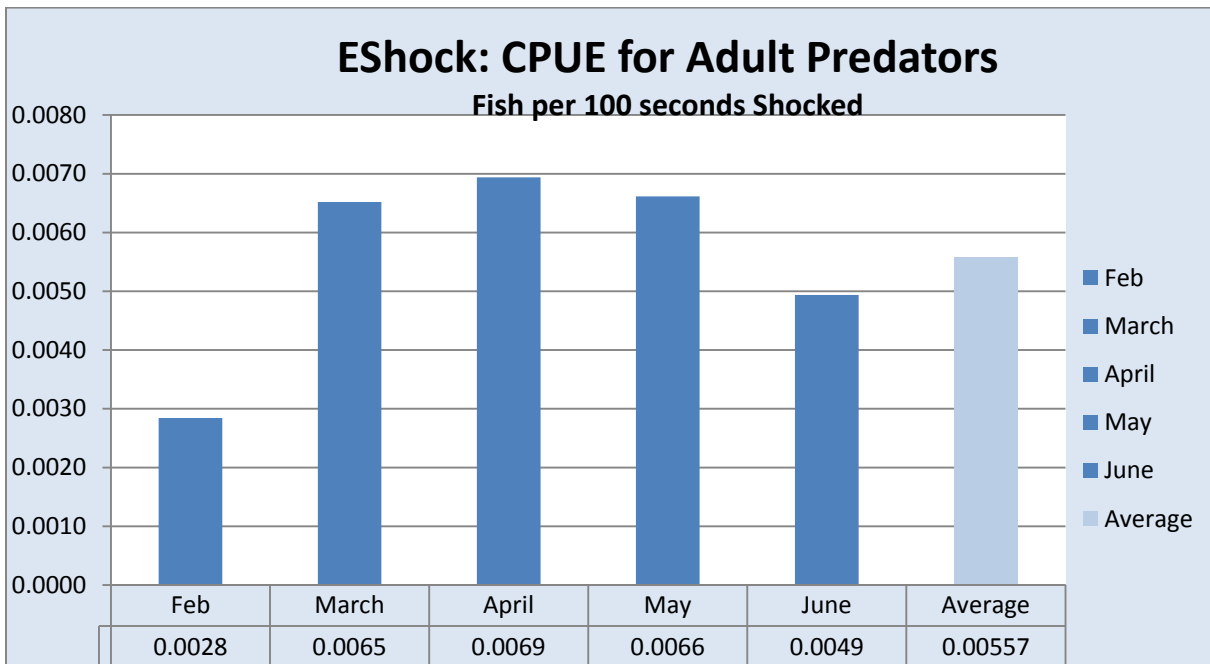 EShock: CPUE for Adult Predators
Fish per 100 seconds Shocked
0.0080
0.0070
0.0060
0.0050
0.0040
0.0030
0.0020
0.0010
0.0000
Feb March April May June Average
0.0028 0.0065 0.0069 0.0066 0.0049 0.00557
Feb
March
April
May
June
Average